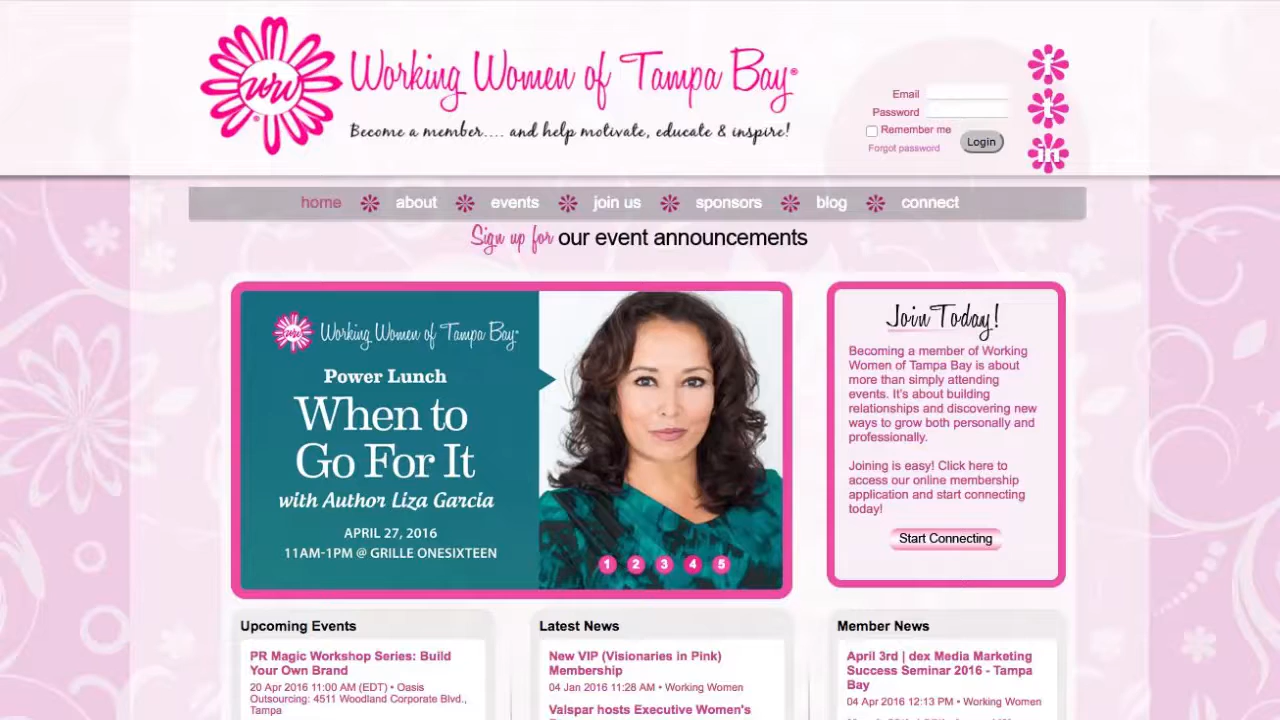 Working Women of Tampa Bay®
Become a member.... and help motivate, educate & inspire!
Email
Password
Remember me
Forgot password
Login
f
t
in
home about events join us sponsors blog connect
Sign up for our event announcements
ww
Working Women of Tampa Bay®
Power Lunch
When to
Go For It
with Author Liza Garcia
APRIL 27, 2016
11AM-1PM @ GRILLE ONESIXTEEN
1 2 3 4 5
Join Today!
Becoming a member of Working
Women of Tampa Bay is about
more than simply attending
events. It's about building
relationships and discovering new
ways to grow both personally and
professionally.
Joining is easy! Click here to
access our online membership
application and start connecting
today!
Start Connecting
Upcoming Events
PR Magic Workshop Series: Build
Your Own Brand
20 Apr 2016 11:00 AM (EDT) • Oasis
Outsourcing: 4511 Woodland Corporate Blvd.,
Tampa
Latest News
New VIP (Visionaries in Pink)
Membership
04 Jan 2016 11:28 AM • Working Women
Valspar hosts Executive Women's
Member News
April 3rd | dex Media Marketing
Success Seminar 2016 - Tampa
Bay
04 Apr 2016 12:13 PM • Working Women